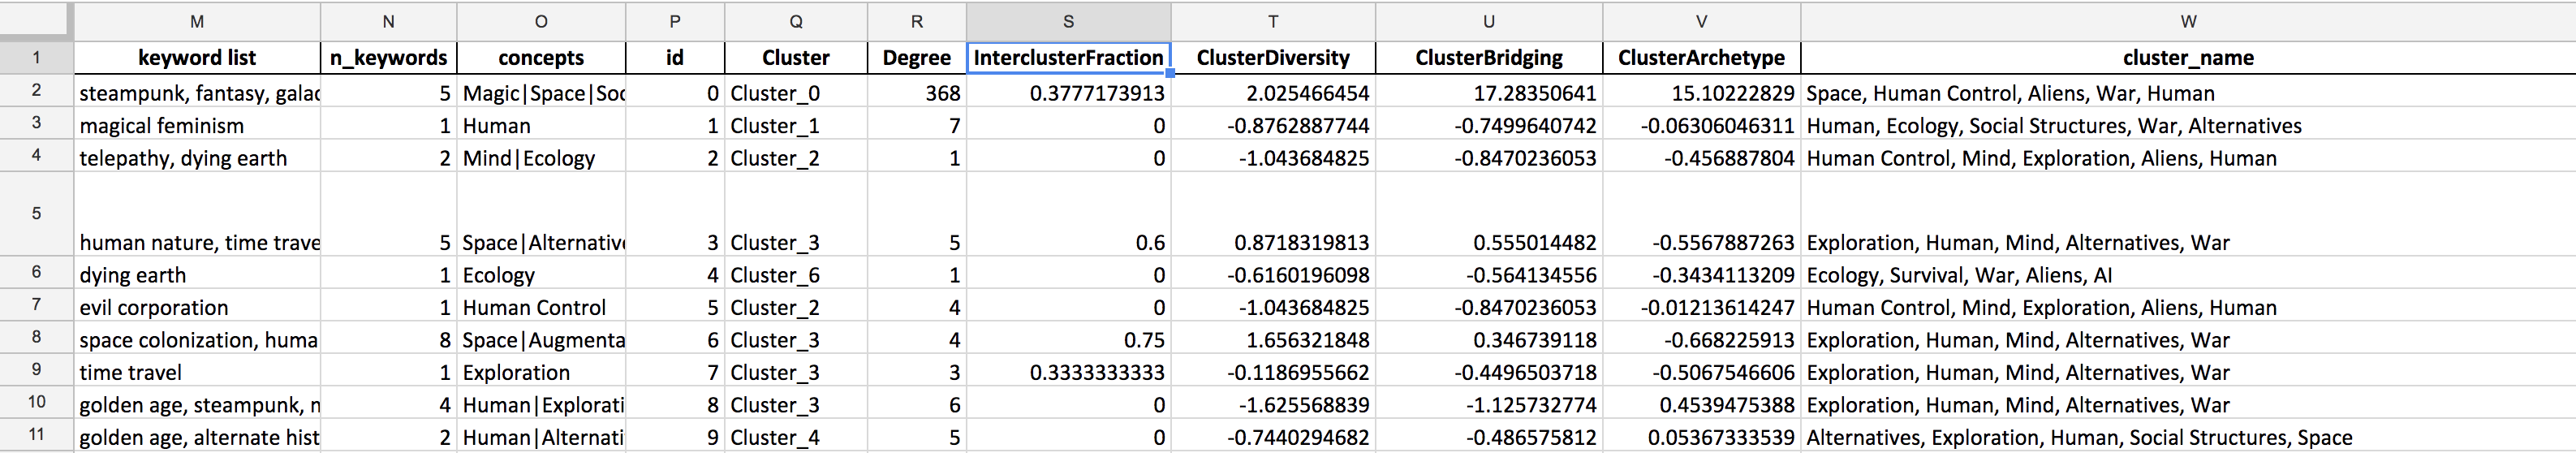 M N O P Q R S T U V W
1 keyword list n_keywords concepts id Cluster Degree InterclusterFraction ClusterDiversity ClusterBridging ClusterArchetype cluster_name
2 steampunk, fantasy, galac 5 Magic|Space|Soc 0 Cluster_0 368 0.3777173913 2.025466454 17.28350641 15.10222829 Space, Human Control, Aliens, War, Human
3 magical feminism 1 Human 1 Cluster_1 7 0 -0.8762887744 -0.7499640742 -0.06306046311 Human, Ecology, Social Structures, War, Alternatives
4 telepathy, dying earth 2 Mind|Ecology 2 Cluster_2 1 0 -1.043684825 -0.8470236053 -0.456887804 Human Control, Mind, Exploration, Aliens, Human
5 human nature, time trave 5 Space|Alternativ 3 Cluster_3 5 0.6 0.8718319813 0.555014482 -0.5567887263 Exploration, Human, Mind, Alternatives, War
6 dying earth 1 Ecology 4 Cluster_6 1 0 -0.6160196098 -0.564134556 -0.3434113209 Ecology, Survival, War, Aliens, AI
7 evil corporation 1 Human Control 5 Cluster_2 4 0 -1.043684825 -0.8470236053 -0.01213614247 Human Control, Mind, Exploration, Aliens, Human
8 space colonization, huma 8 Space|Augmenta 6 Cluster_3 4 0.75 1.656321848 0.346739118 -0.668225913 Exploration, Human, Mind, Alternatives, War
9 time travel 1 Exploration 7 Cluster_3 3 0.3333333333 -0.1186955662 -0.4496503718 -0.5067546606 Exploration, Human, Mind, Alternatives, War
10 golden age, steampunk, n 4 Human|Explorati 8 Cluster_3 6 0 -1.625568839 -1.125732774 0.4539475388 Exploration, Human, Mind, Alternatives, War
11 golden age, alternate hist 2 Human|Alternati 9 Cluster_4 5 0 -0.7440294682 -0.486575812 0.05367333539 Alternatives, Exploration, Human, Social Structures, Space